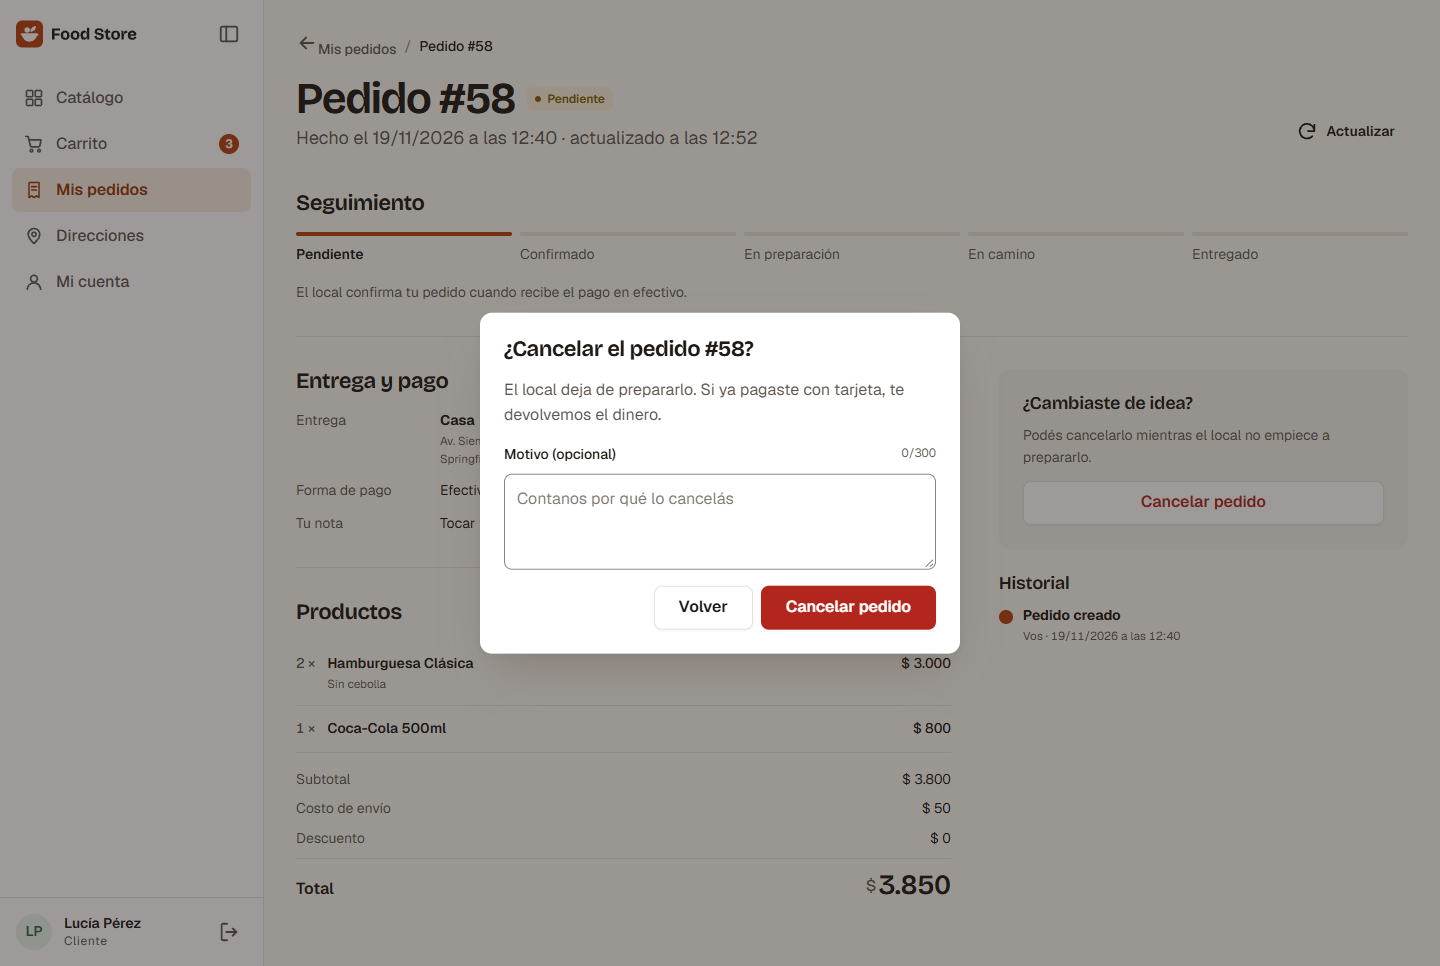 Food Store
Catálogo
Carrito 3
Mis pedidos
Direcciones
Mi cuenta
LP
Lucía Pérez
Cliente
Mis pedidos / Pedido #58
Pedido #58 Pendiente
Hecho el 19/11/2026 a las 12:40 · actualizado a las 12:52
Actualizar
Seguimiento
Pendiente Confirmado En preparación En camino Entregado
El local confirma tu pedido cuando recibe el pago en efectivo.
¿Cancelar el pedido #58?
El local deja de prepararlo. Si ya pagaste con tarjeta, te
devolvemos el dinero.
Motivo (opcional) 0/300
Contanos por qué lo cancelás
Volver Cancelar pedido
Entrega y pago
Entrega Casa
Av.
Forma de pago
Tu nota Tocar
Productos
2 × Hamburguesa Clásica $ 3.000
Sin cebolla
1 × Coca-Cola 500ml $ 800
Subtotal $ 3.800
Costo de envío $ 50
Descuento $ 0
Total $ 3.850
¿Cambiaste de idea?
Podés cancelarlo mientras el local no empiece a
prepararlo.
Cancelar pedido
Historial
Pedido creado
Vos · 19/11/2026 a las 12:40